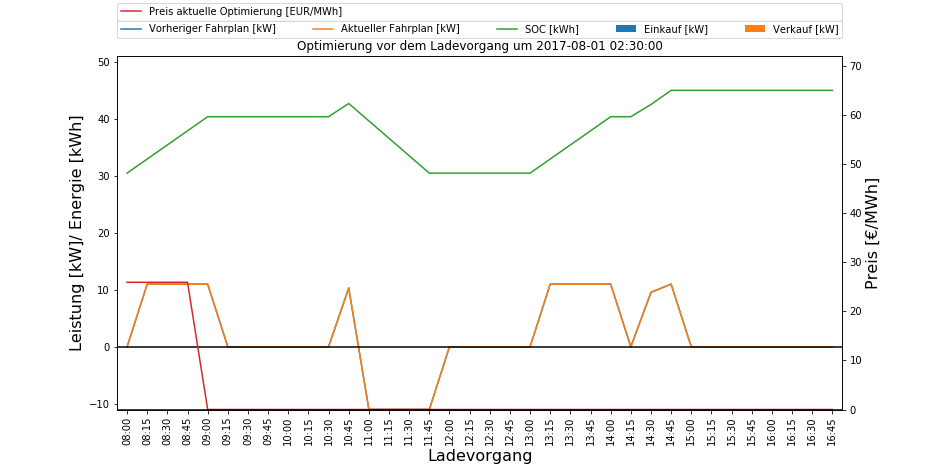 Preis aktuelle Optimierung [EUR/MWh]
Vorheriger Fahrplan [kW] Aktueller Fahrplan [kW] SOC [kWh] Einkauf [kW] Verkauf [kW]
Optimierung vor dem Ladevorgang um 2017-08-01 02:30:00
Leistung [kW]/ Energie [kWh]
50
40
30
20
10
0
−10
Preis [€/MWh]
70
60
50
40
30
20
10
0
08:00 08:15 08:30 08:45 09:00 09:15 09:30 09:45 10:00 10:15 10:30 10:45 11:00 11:15 11:30 11:45 12:00 12:15 12:30 12:45 13:00 13:15 13:30 13:45 14:00 14:15 14:30 14:45 15:00 15:15 15:30 15:45 16:00 16:15 16:30 16:45
Ladevorgang